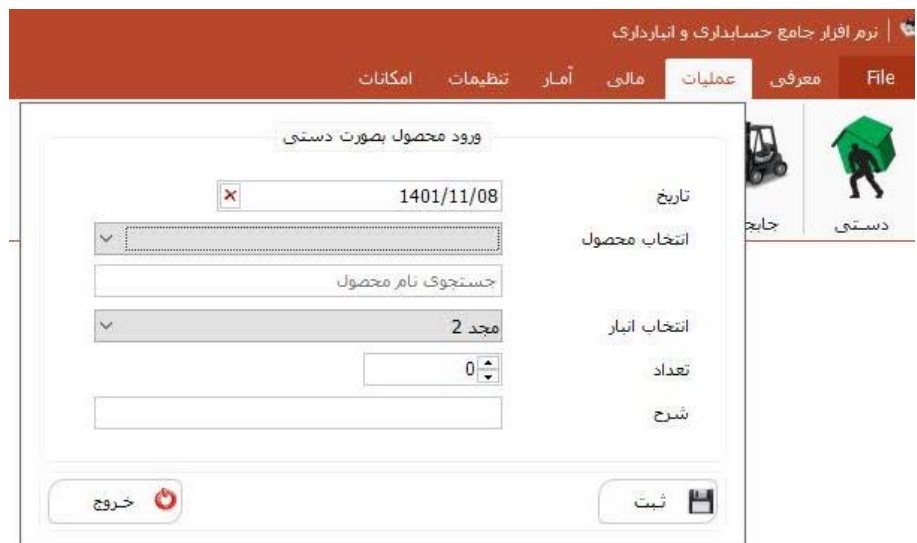 نرم افزار جامع حسابداری و انبارداری
File معرفی عملیات مالی آمار تنظیمات امکانات
دستی
ورود محصول بصورت دستی
تاریخ 1401/11/08
انتخاب محصول
جستجوی نام محصول
انتخاب انبار مجد 2
تعداد 0
شرح
ثبت خروج